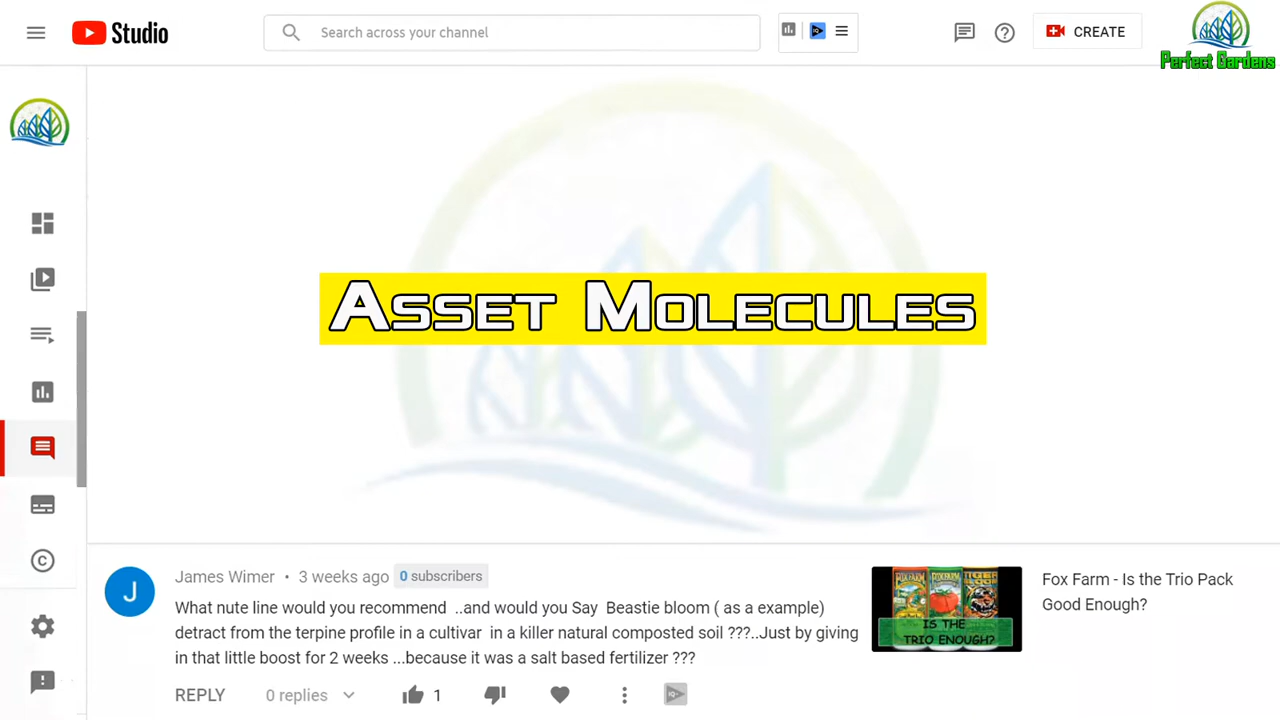 Studio
Search across your channel
CREATE
Perfect Gardens
ASSET MOLECULES
James Wimer • 3 weeks ago 0 subscribers
What nute line would you recommend ..and would you Say Beastie bloom ( as a example)
detract from the terpine profile in a cultivar in a killer natural composted soil ???..Just by giving
in that little boost for 2 weeks ...because it was a salt based fertilizer ???
REPLY 0 replies 1
FOXFARM FOXFARM TIGER BLOOM
IS THE
TRIO ENOUGH?
Fox Farm - Is the Trio Pack
Good Enough?